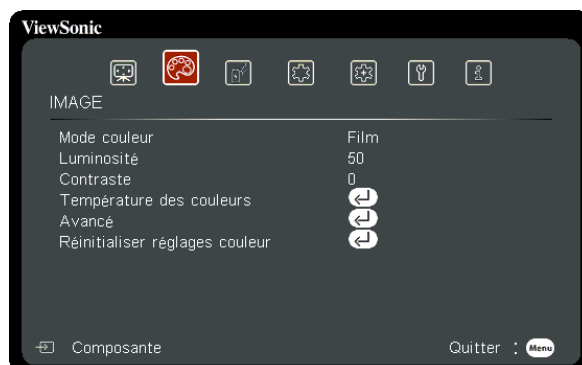 ViewSonic
IMAGE
Mode couleur Film
Luminosité 50
Contraste 0
Température des couleurs
Avancé
Réinitialiser réglages couleur
Composante Quitter : Menu